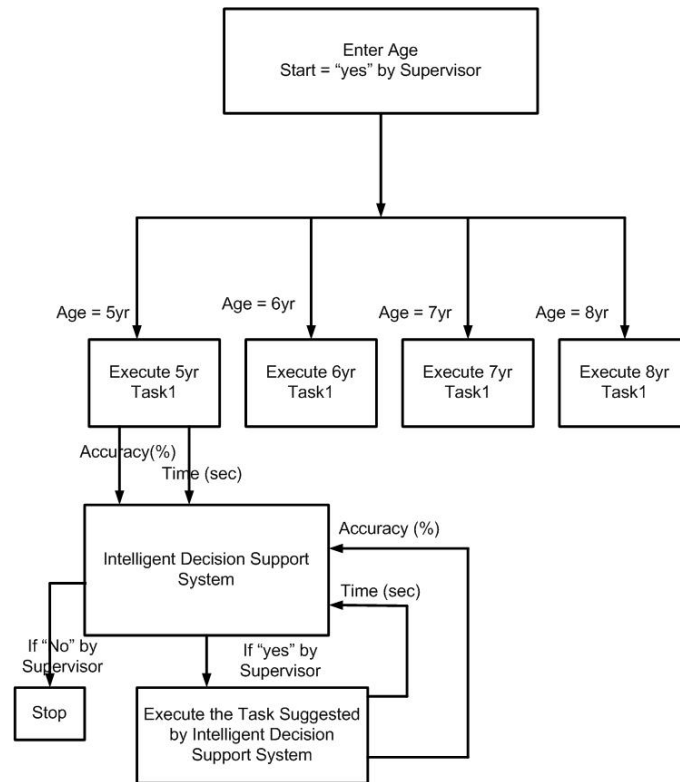 Enter Age
Start = “yes” by Supervisor
Age = 5yr
Age = 6yr
Age = 7yr
Age = 8yr
Execute 5yr
Task1
Execute 6yr
Task1
Execute 7yr
Task1
Execute 8yr
Task1
Accuracy(%)
Time (sec)
Intelligent Decision Support
System
Accuracy (%)
Time (sec)
If “No” by
Supervisor
If “yes” by
Supervisor
Stop
Execute the Task Suggested
by Intelligent Decision
Support System